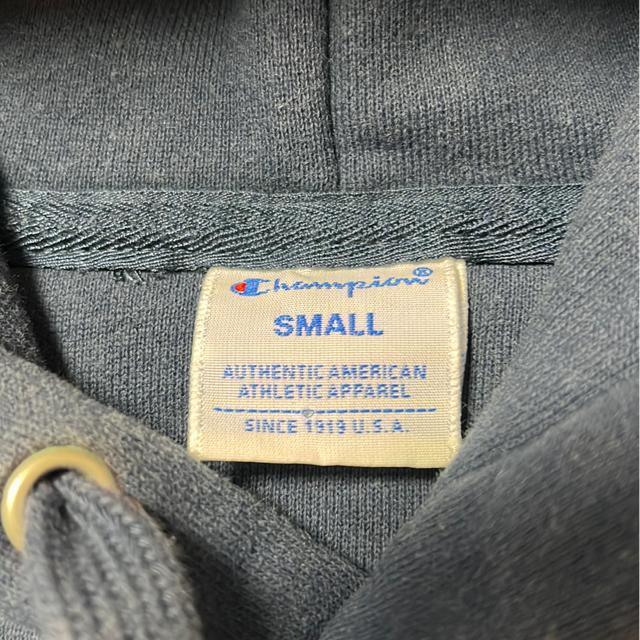 Champion®
SMALL
AUTHENTIC AMERICAN
ATHLETIC APPAREL
SINCE 1919 U.S.A.